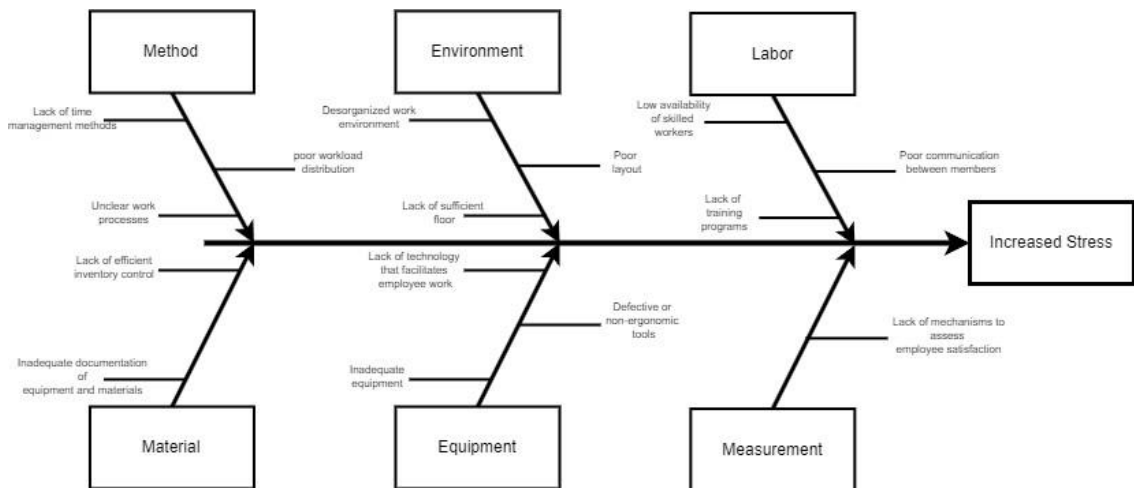 Method
Environment
Labor
Lack of time
management methods
poor workload
distribution
Unclear work
processes
Desorganized work
environment
Poor
layout
Lack of sufficient
floor
Low availability
of skilled
workers
Poor communication
between members
Lack of
training
programs
Increased Stress
Lack of efficient
inventory control
Inadequate documentation
of
equipment and materials
Lack of technology
that facilitates
employee work
Defective or
non-ergonomic
tools
Inadequate
equipment
Lack of mechanisms to
assess
employee satisfaction
Material
Equipment
Measurement